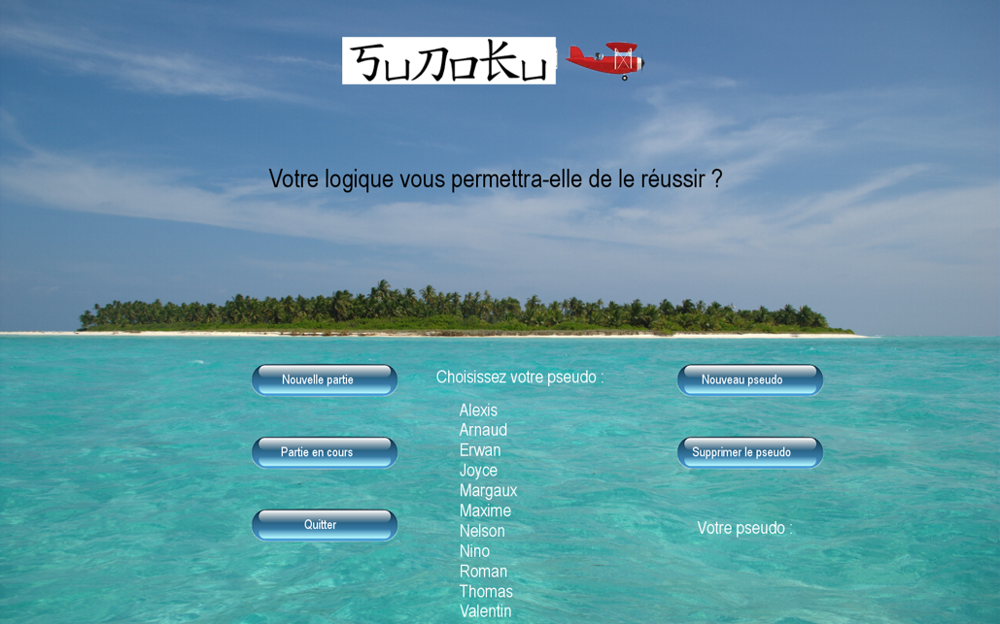 SuDoKu
Votre logique vous permettra-elle de le réussir ?
Nouvelle partie
Choisissez votre pseudo :
Nouveau pseudo
Alexis
Arnaud
Erwan
Partie en cours
Supprimer le pseudo
Joyce
Margaux
Maxime
Quitter
Nelson
Votre pseudo :
Nino
Roman
Thomas
Valentin